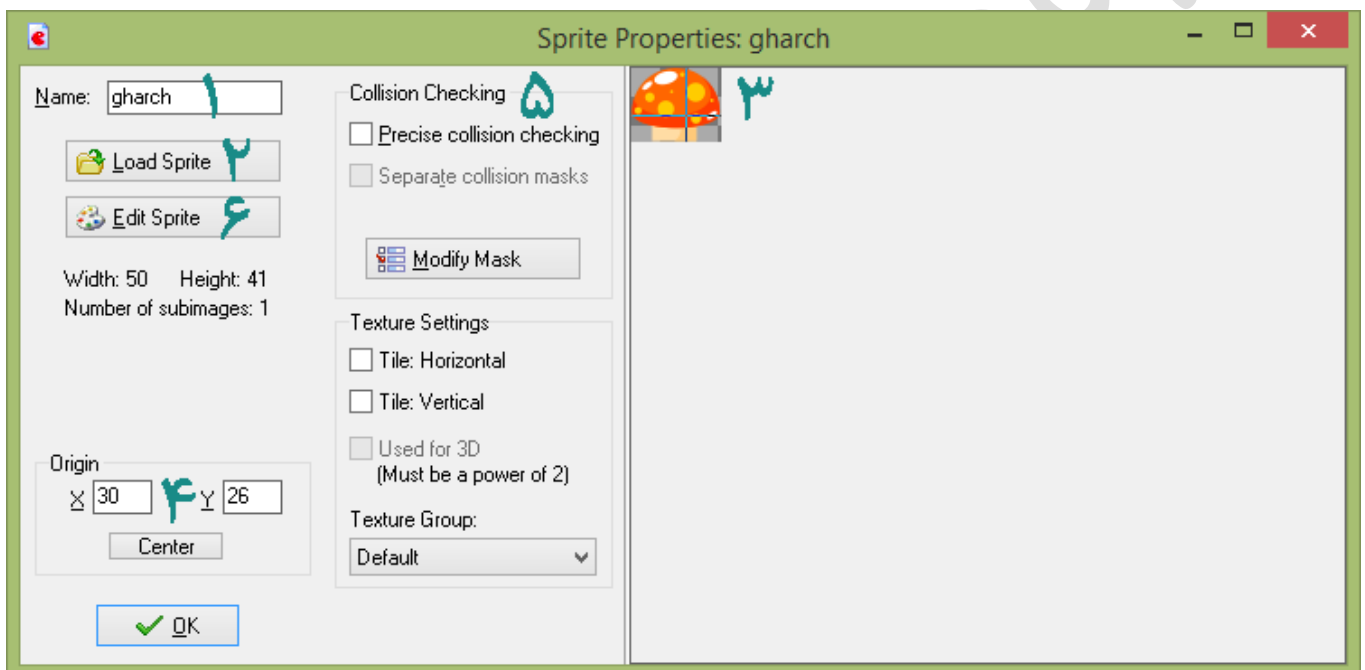 Sprite Properties: gharch
Name: gharch ۱
Load Sprite ۲
Edit Sprite ۶
Width: 50 Height: 41
Number of subimages: 1
Origin
X 30 ۴ Y 26
Center
OK
Collision Checking ۵
Precise collision checking
Separate collision masks
Modify Mask
Texture Settings
Tile: Horizontal
Tile: Vertical
Used for 3D
(Must be a power of 2)
Texture Group:
Default
۳